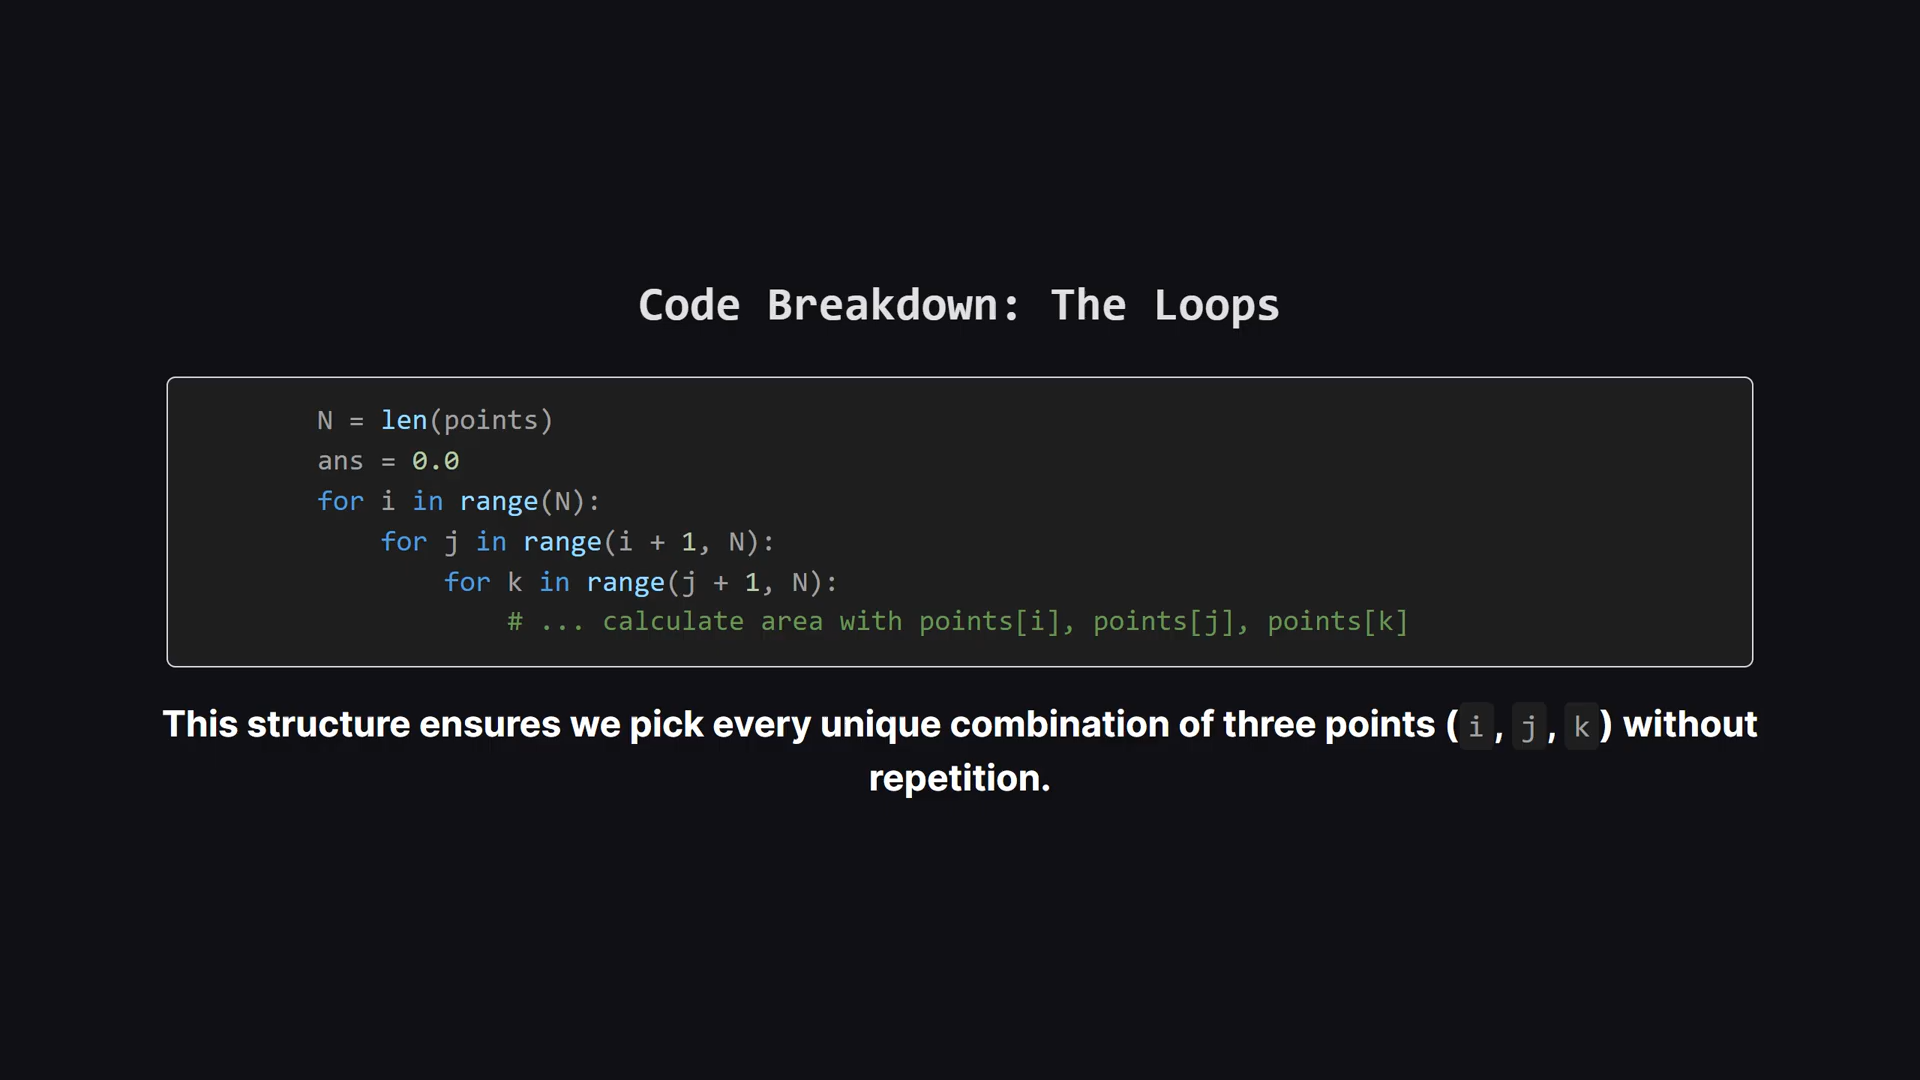 Code Breakdown: The Loops
N = len(points)
ans = 0.0
for i in range(N):
    for j in range(i + 1, N):
        for k in range(j + 1, N):
            # ... calculate area with points[i], points[j], points[k]
This structure ensures we pick every unique combination of three points (i, j, k) without
repetition.